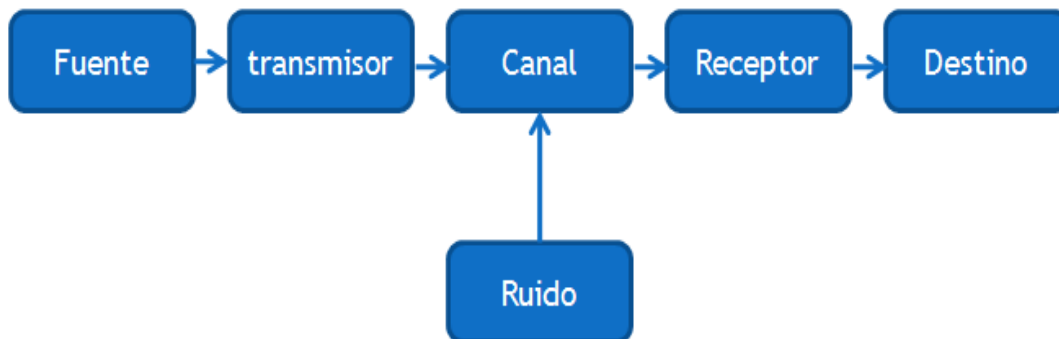 Fuente
transmisor
Canal
Receptor
Destino
Ruido